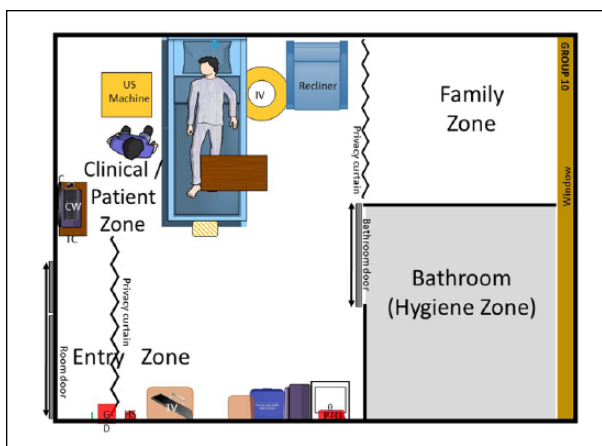 US
Machine
IV
Recliner
Family
Zone
GROUP 10
Window
Privacy curtain
Clinical /
Patient
Zone
CW
TC
Bathroom door
Bathroom
(Hygiene Zone)
Privacy curtain
Room door
Entry Zone
TV